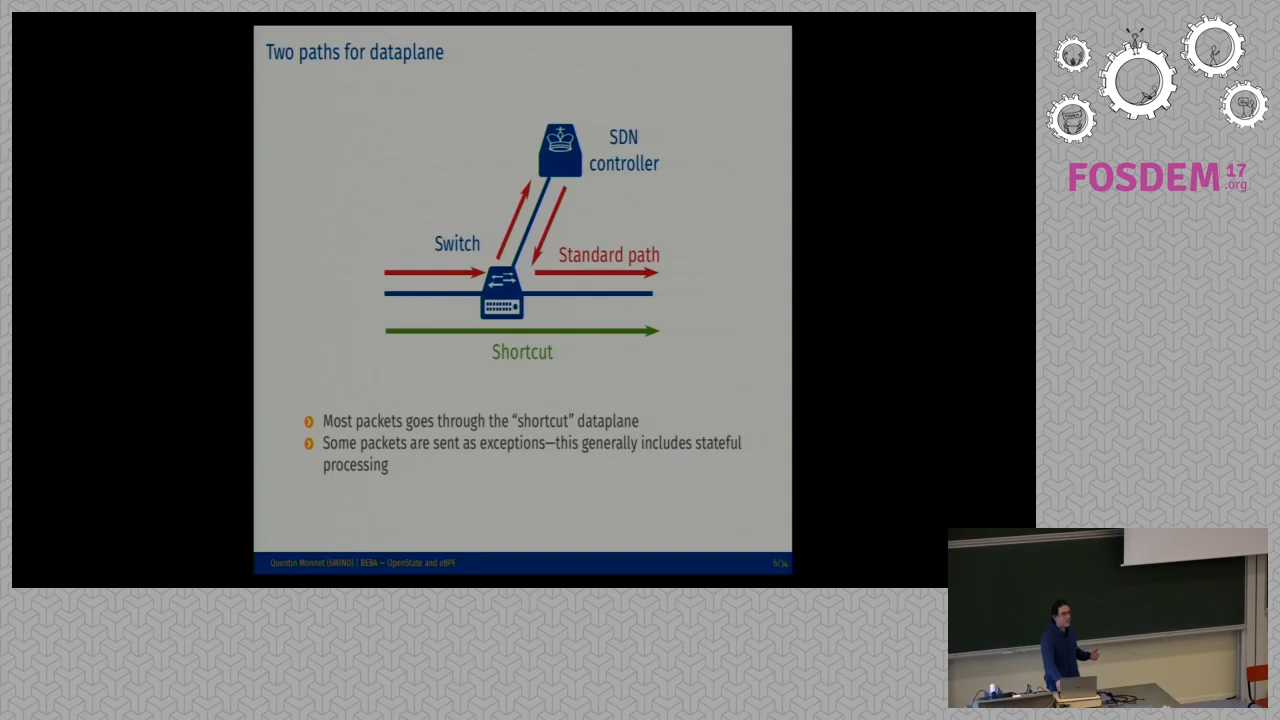 Two paths for dataplane
SDN
controller
Switch
Standard path
Shortcut
Most packets goes through the “shortcut” dataplane
Some packets are sent as exceptions—this generally includes stateful
processing
Quentin Monnet (6WIND) | BEBA — OpenState and eBPF
6/34
FOSDEM 17
.org